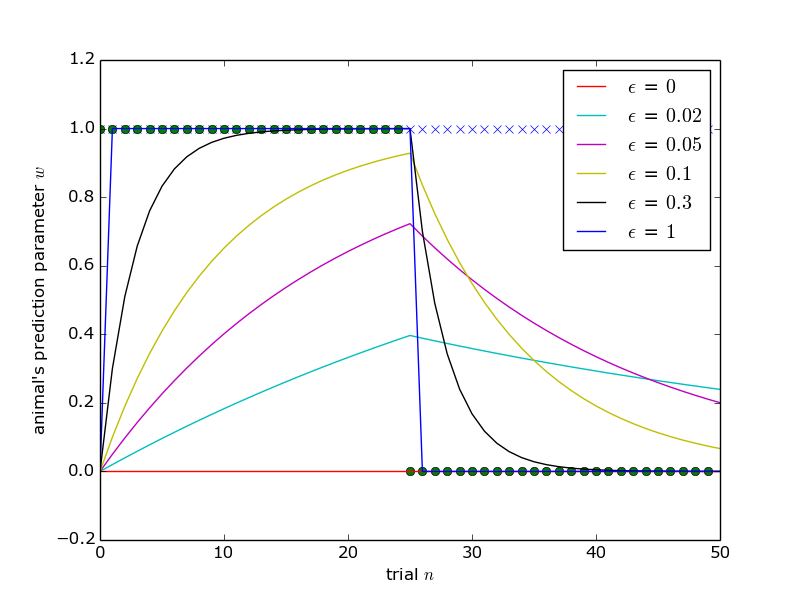 1.2
1.0
0.8
0.6
0.4
0.2
0.0
−0.2
0 10 20 30 40 50
animal's prediction parameter w
trial n
ϵ = 0
ϵ = 0.02
ϵ = 0.05
ϵ = 0.1
ϵ = 0.3
ϵ = 1